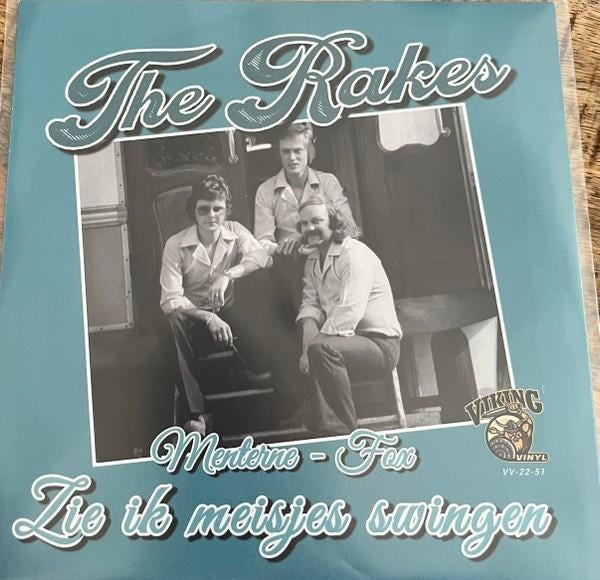 The Rakes
VIKING
VINYL
VV-22-51
Menterne - Fox
Zie ik meisjes swingen